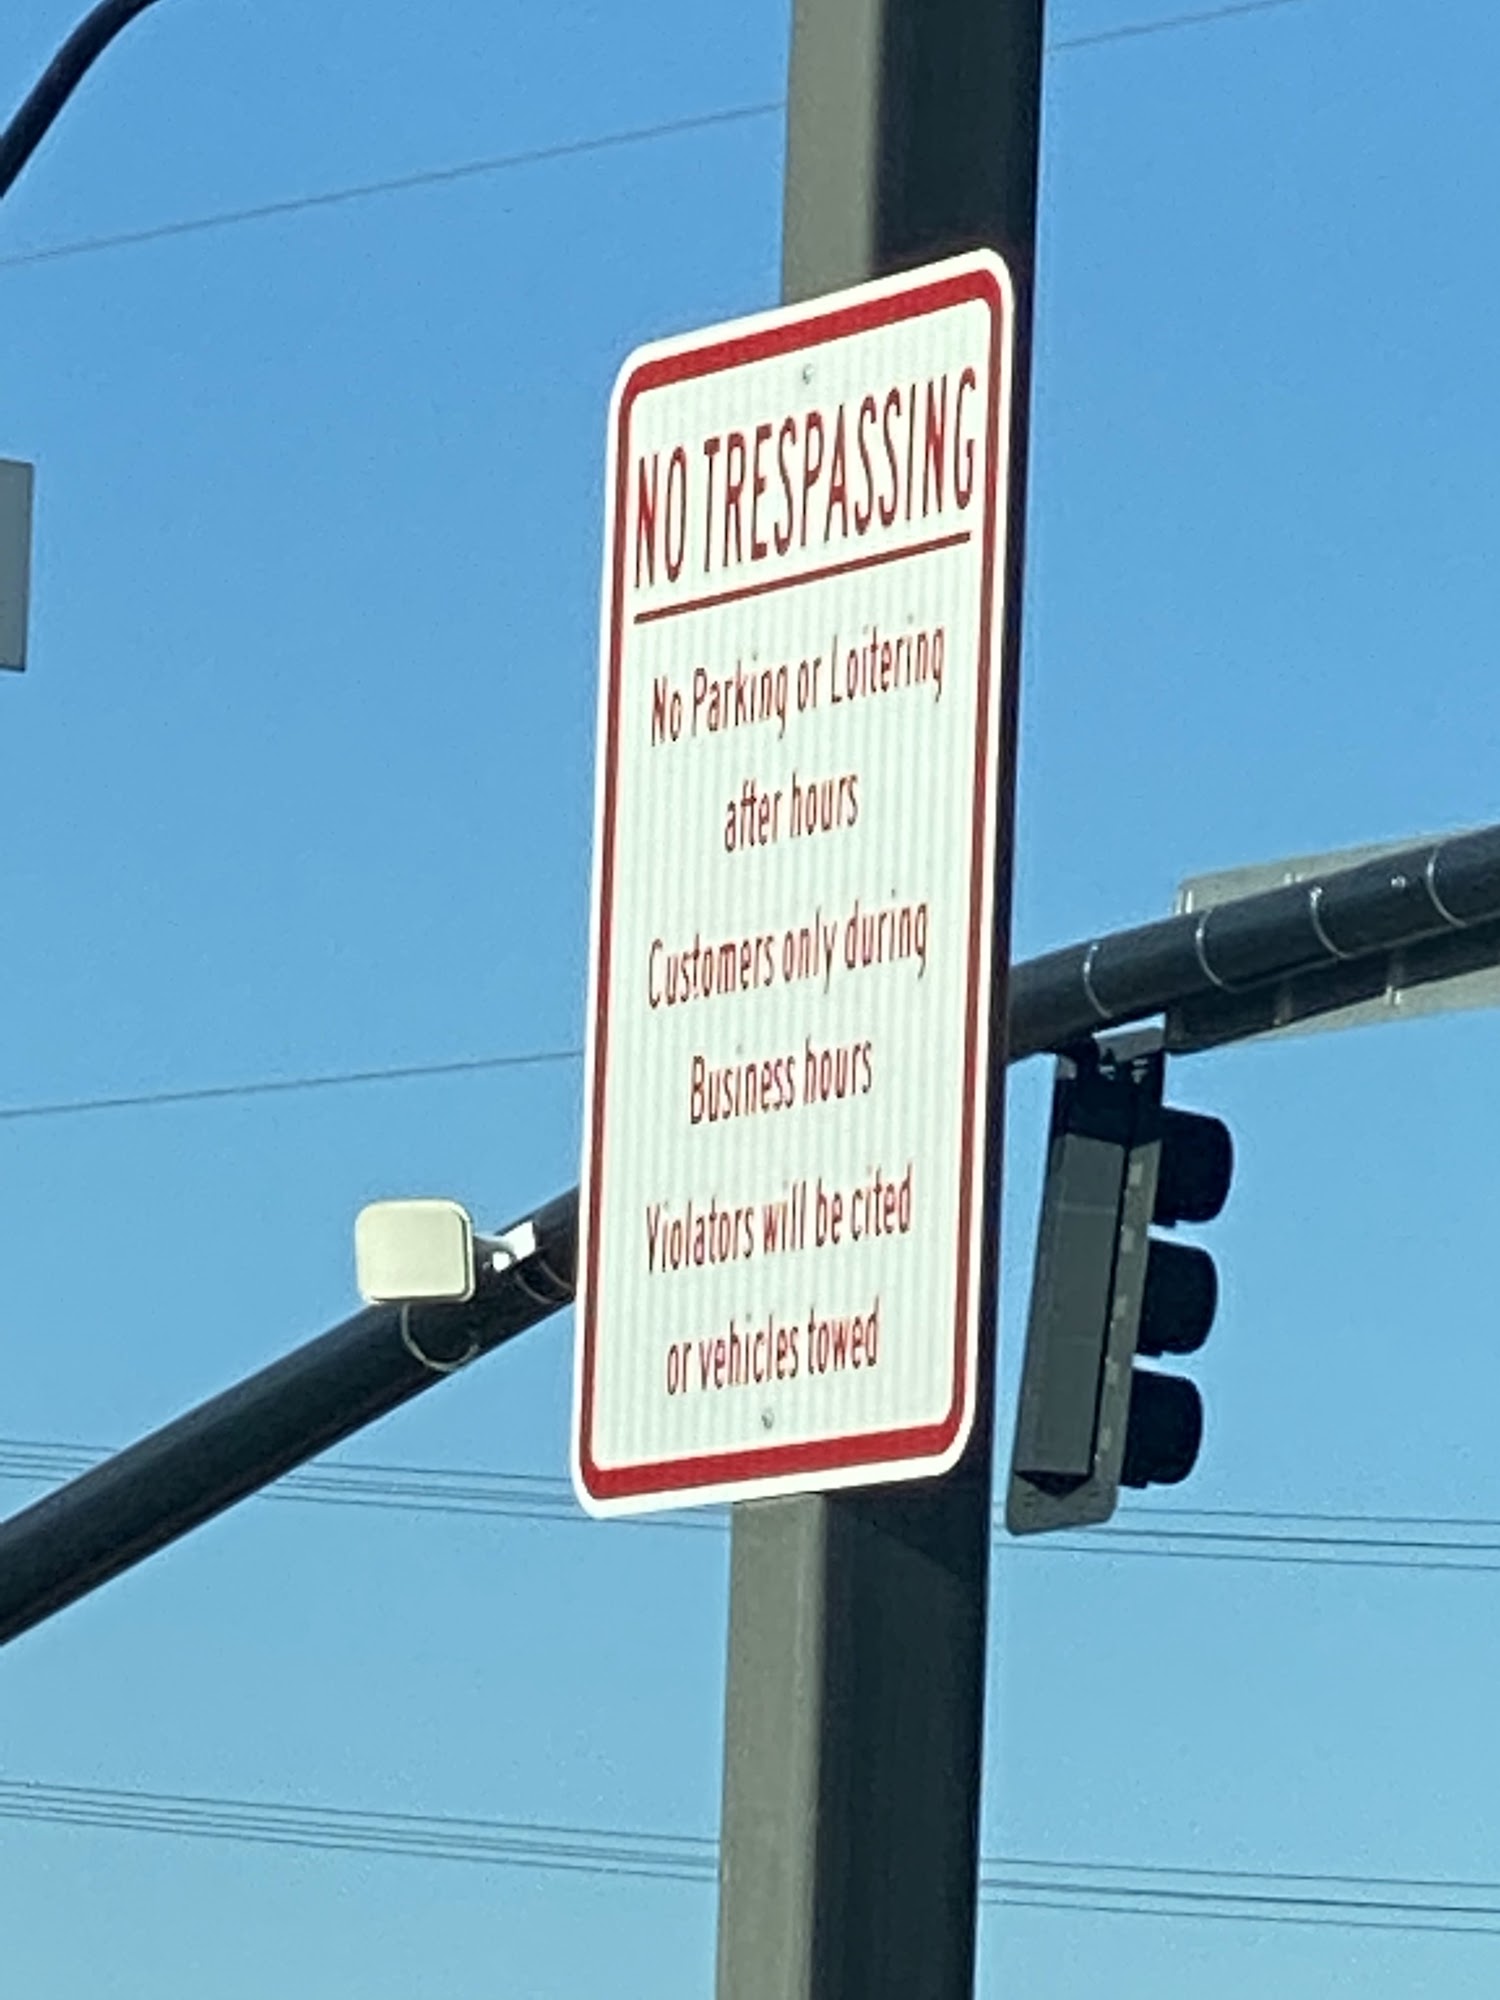 NO TRESPASSING
No Parking or Loitering
after hours
Customers only during
Business hours
Violators will be cited
or vehicles towed